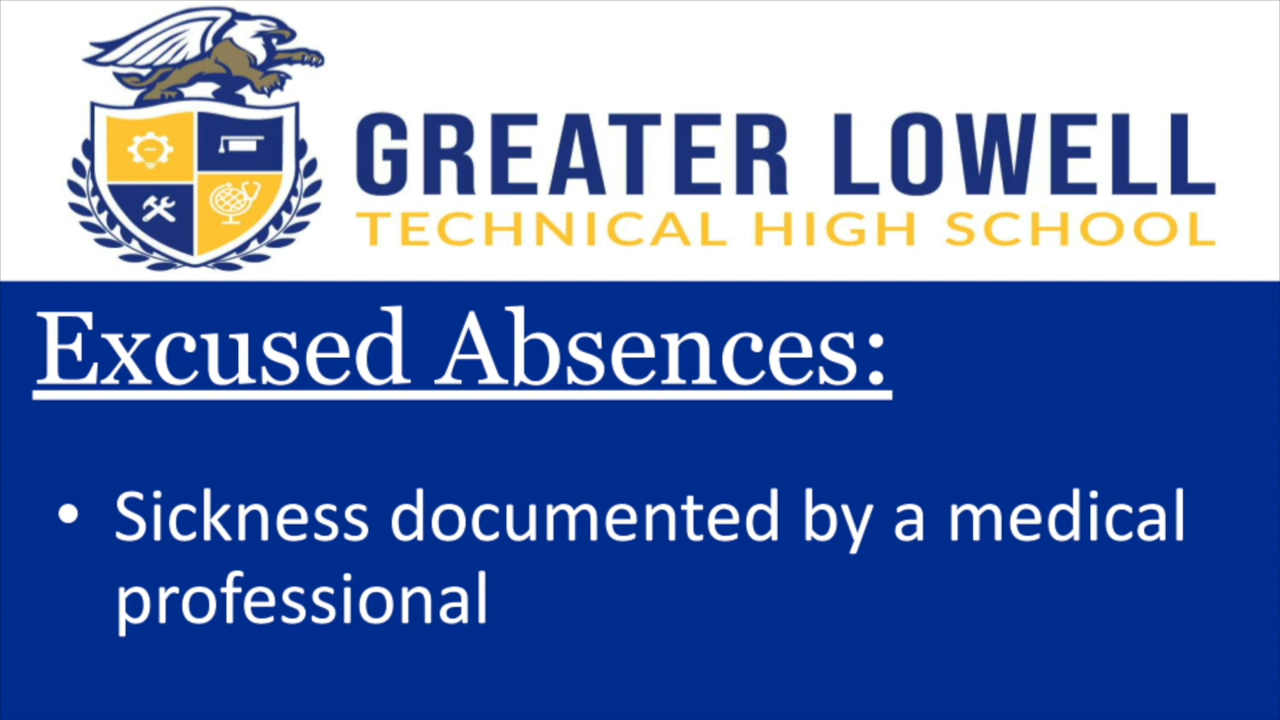 GREATER LOWELL
TECHNICAL HIGH SCHOOL
Excused Absences:
• Sickness documented by a medical
professional